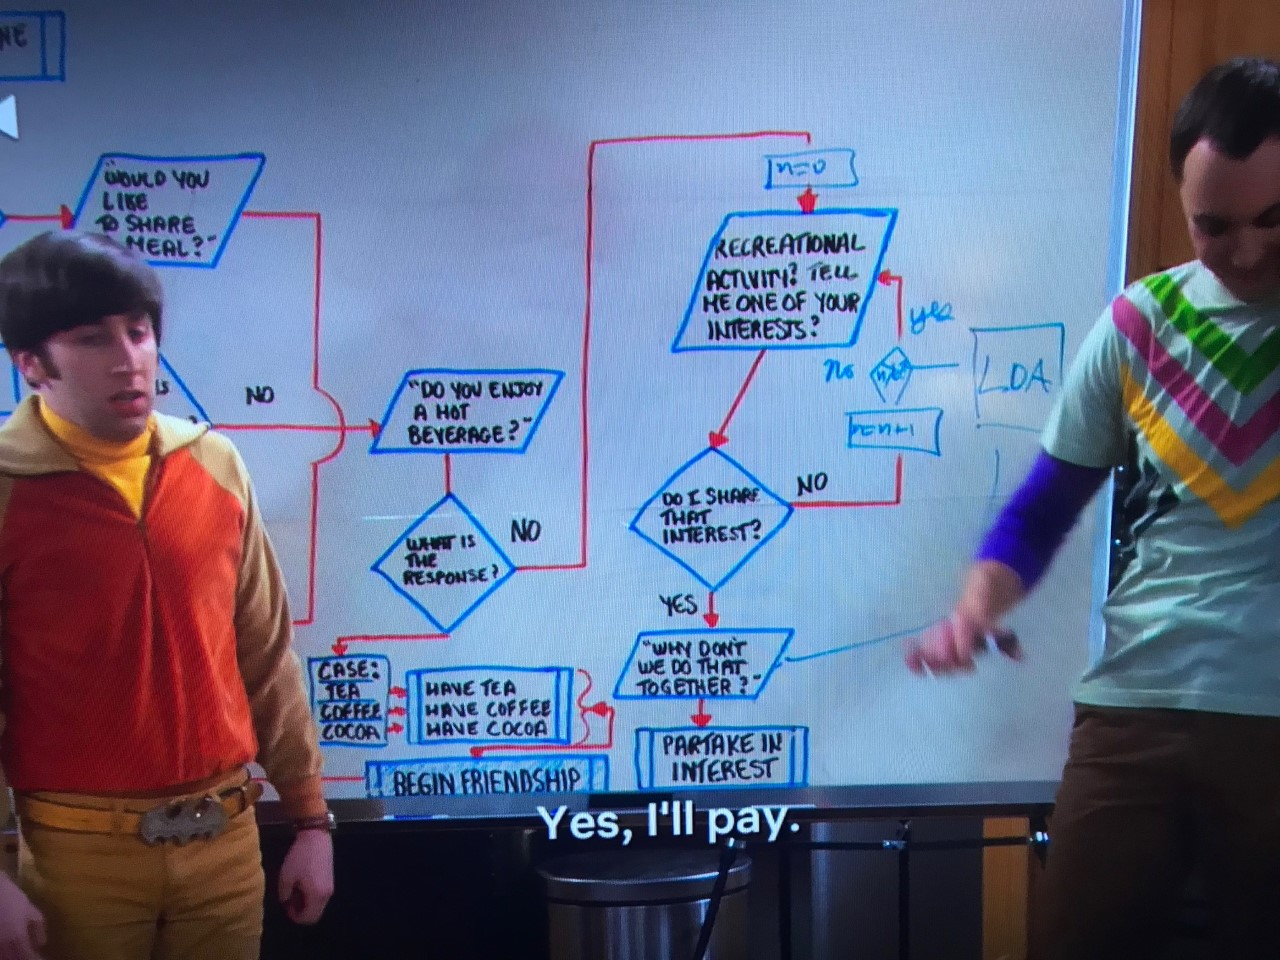 NE
"WOULD YOU
LIKE
TO SHARE
MEAL?"
IS
?
NO
"DO YOU ENJOY
A HOT
BEVERAGE?"
WHAT IS
THE
RESPONSE?
NO
CASE:
TEA
COFFEE
COCOA
HAVE TEA
HAVE COFFEE
HAVE COCOA
BEGIN FRIENDSHIP
n=0
RECREATIONAL
ACTIVITY? TELL
ME ONE OF YOUR
INTERESTS?
yes
no
LOA
n=n+1
DO I SHARE
THAT
INTEREST?
NO
YES
"WHY DON'T
WE DO THAT
TOGETHER?"
PARTAKE IN
INTEREST
Yes, I'll pay.